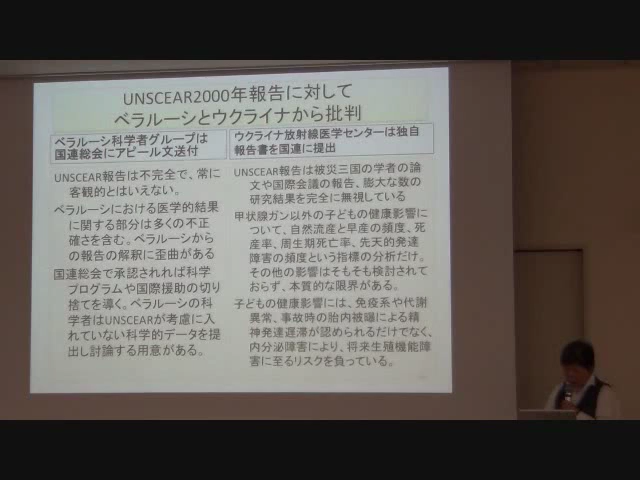 UNSCEAR2000年報告に対して
ベラルーシとウクライナから批判
ベラルーシ科学者グループは
国連総会にアピール文送付
UNSCEAR報告は不完全で、常に
客観的とはいえない。
ベラルーシにおける医学的結果
に関する部分は多くの不正
確さを含む。ベラルーシから
の報告の解釈に歪曲がある
国連総会で承認されれば科学
プログラムや国際援助の切り
捨てを導く。ベラルーシの科
学者はUNSCEARが考慮に入
れていない科学的データを提
出し討論する用意がある。
ウクライナ放射線医学センターは独自
報告書を国連に提出
UNSCEAR報告は被災三国の学者の論
文や国際会議の報告、膨大な数の
研究結果を完全に無視している
甲状腺ガン以外の子どもの健康影響に
ついて、自然流産と早産の頻度、死
産率、周生期死亡率、先天的発達
障害の頻度という指標の分析だけ。
その他の影響はそもそも検討されて
おらず、本質的な限界がある。
子どもの健康影響には、免疫系や代謝
異常、事故時の胎内被曝による精
神発達遅滞が認められるだけでなく、
内分泌障害により、将来生殖機能障
害に至るリスクを負っている。